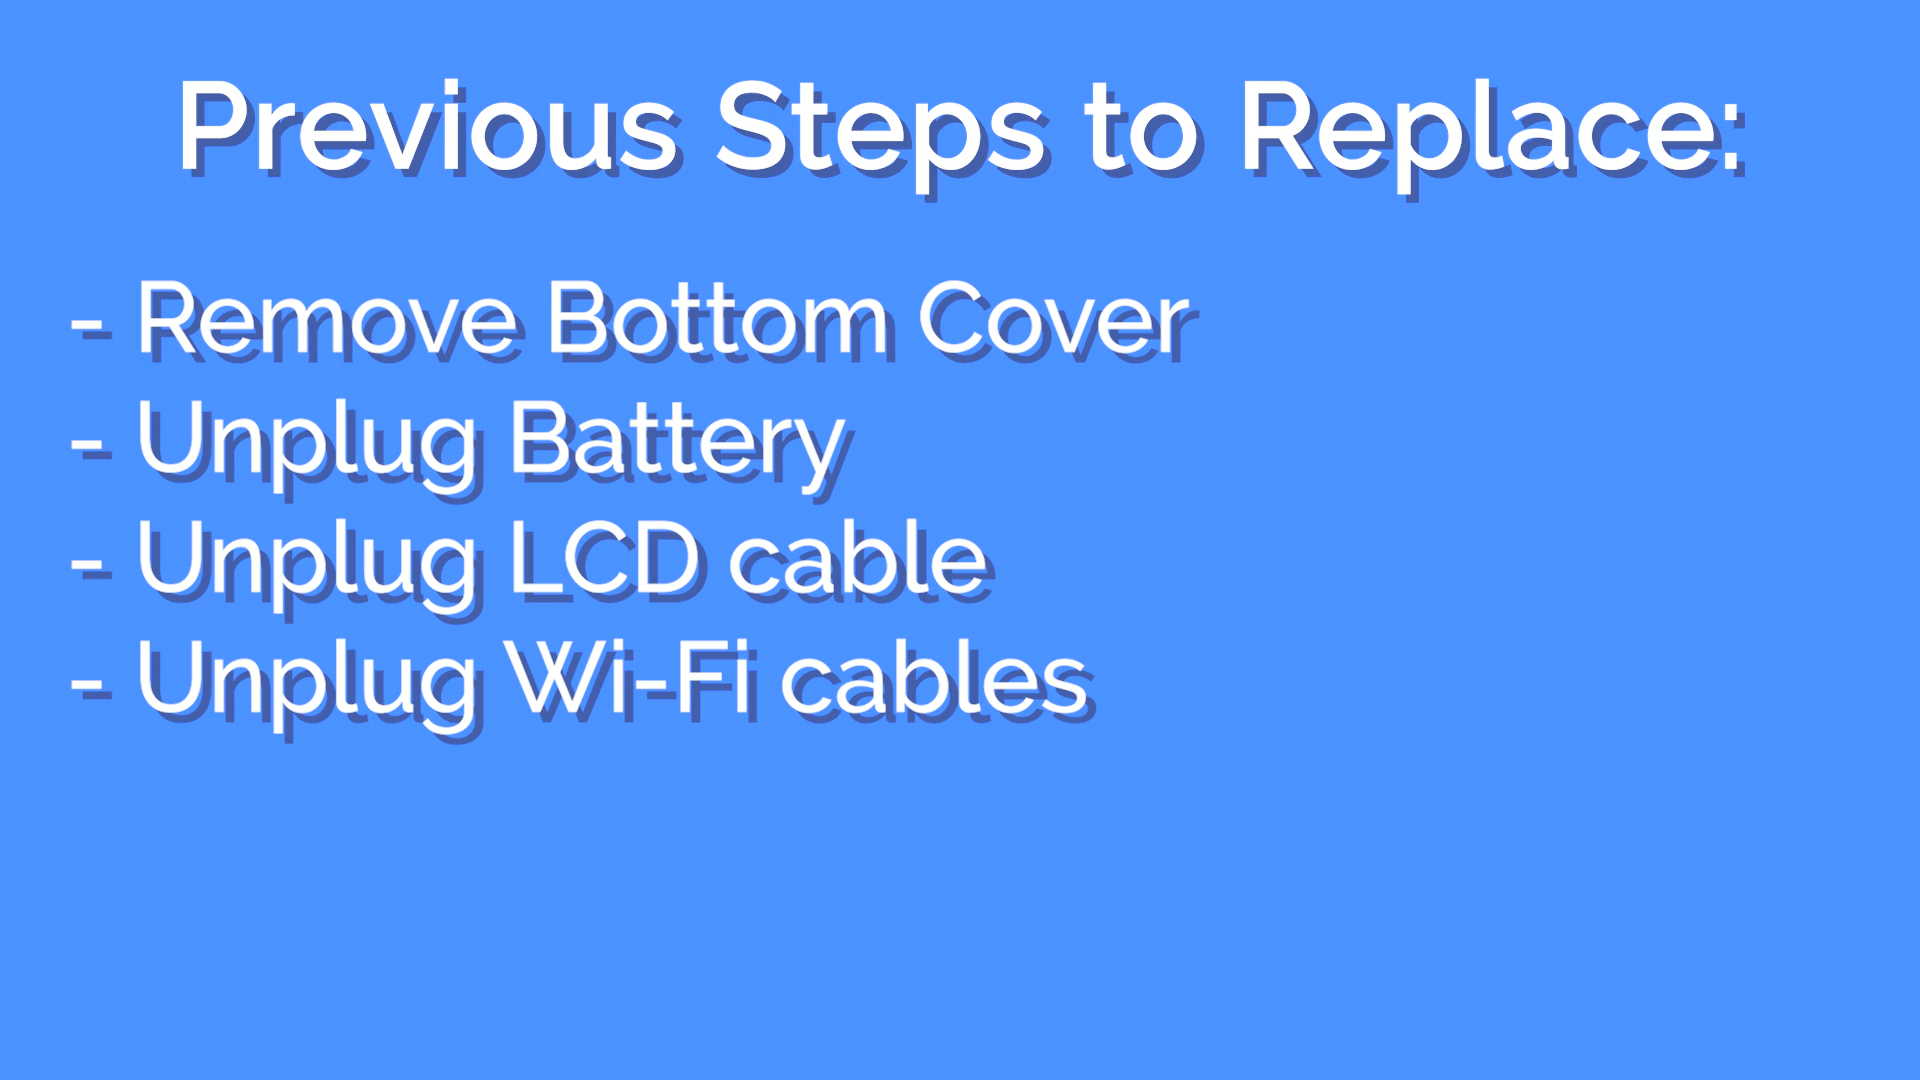 Previous Steps to Replace:
- Remove Bottom Cover
- Unplug Battery
- Unplug LCD cable
- Unplug Wi-Fi cables